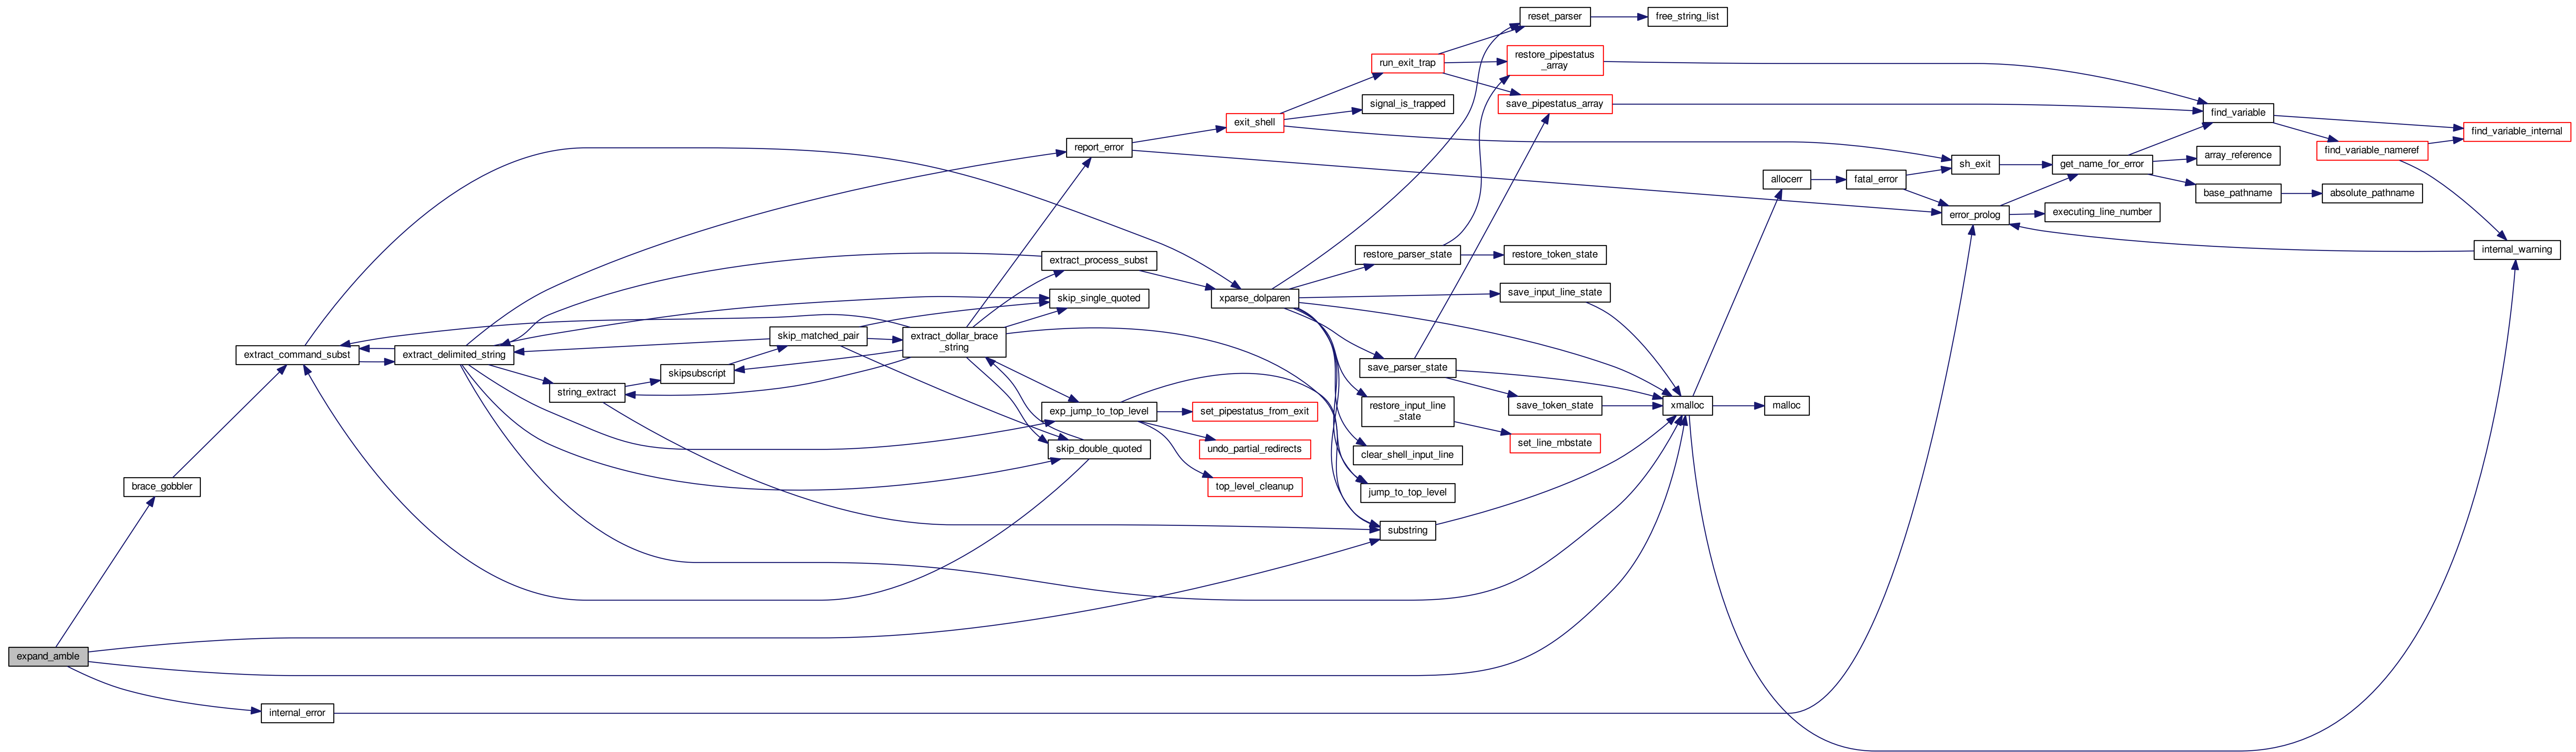 reset_parser
free_string_list
run_exit_trap
restore_pipestatus
_array
signal_is_trapped
save_pipestatus_array
exit_shell
find_variable
find_variable_internal
report_error
find_variable_nameref
array_reference
sh_exit
get_name_for_error
allocerr
fatal_error
base_pathname
absolute_pathname
error_prolog
executing_line_number
internal_warning
extract_process_subst
restore_parser_state
restore_token_state
skip_single_quoted
xparse_dolparen
save_input_line_state
skip_matched_pair
extract_dollar_brace
_string
extract_command_subst
extract_delimited_string
skipsubscript
save_parser_state
string_extract
exp_jump_to_top_level
set_pipestatus_from_exit
restore_input_line
_state
save_token_state
xmalloc
malloc
skip_double_quoted
undo_partial_redirects
set_line_mbstate
clear_shell_input_line
brace_gobbler
top_level_cleanup
jump_to_top_level
substring
expand_amble
internal_error